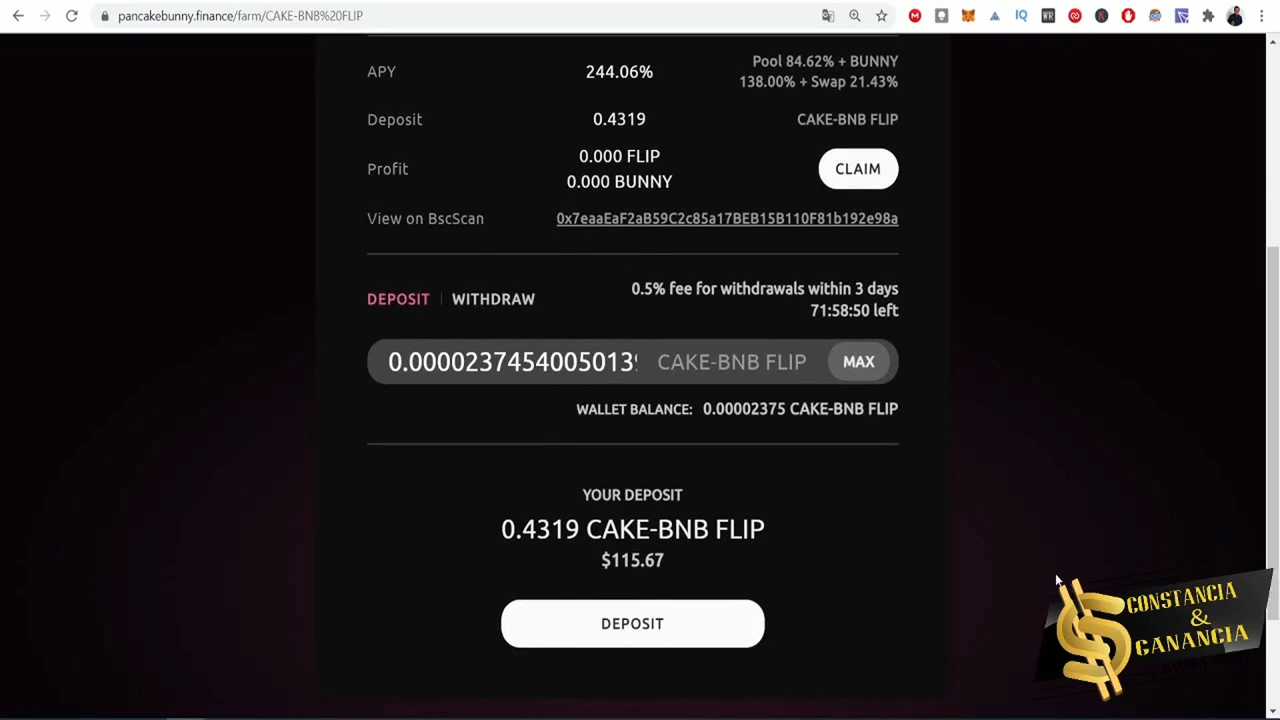 pancakebunny.finance/farm/CAKE-BNB%20FLIP
APY 244.06% Pool 84.62% + BUNNY
138.00% + Swap 21.43%
Deposit 0.4319 CAKE-BNB FLIP
Profit 0.000 FLIP
0.000 BUNNY
CLAIM
View on BscScan 0x7eaaEaF2aB59C2c85a17BEB15B110F81b192e98a
DEPOSIT | WITHDRAW 0.5% fee for withdrawals within 3 days
71:58:50 left
0.0000237454005013 CAKE-BNB FLIP MAX
WALLET BALANCE: 0.00002375 CAKE-BNB FLIP
YOUR DEPOSIT
0.4319 CAKE-BNB FLIP
$115.67
DEPOSIT
CONSTANCIA
&
GANANCIA